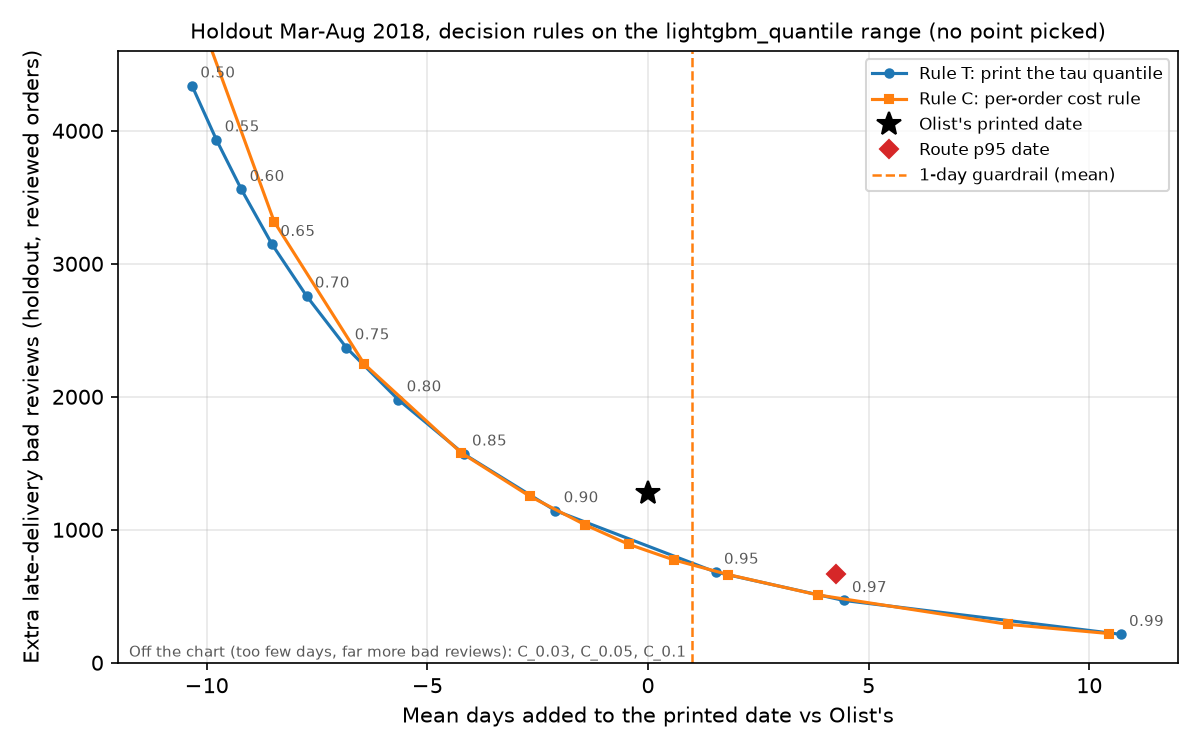 Holdout Mar-Aug 2018, decision rules on the lightgbm_quantile range (no point picked)
Extra late-delivery bad reviews (holdout, reviewed orders)
4000
3000
2000
1000
0
0.50
0.55
0.60
0.65
0.70
0.75
0.80
0.85
0.90
0.95
0.97
0.99
Rule T: print the tau quantile
Rule C: per-order cost rule
Olist's printed date
Route p95 date
1-day guardrail (mean)
Off the chart (too few days, far more bad reviews): C_0.03, C_0.05, C_0.1
−10
−5
0
5
10
Mean days added to the printed date vs Olist's